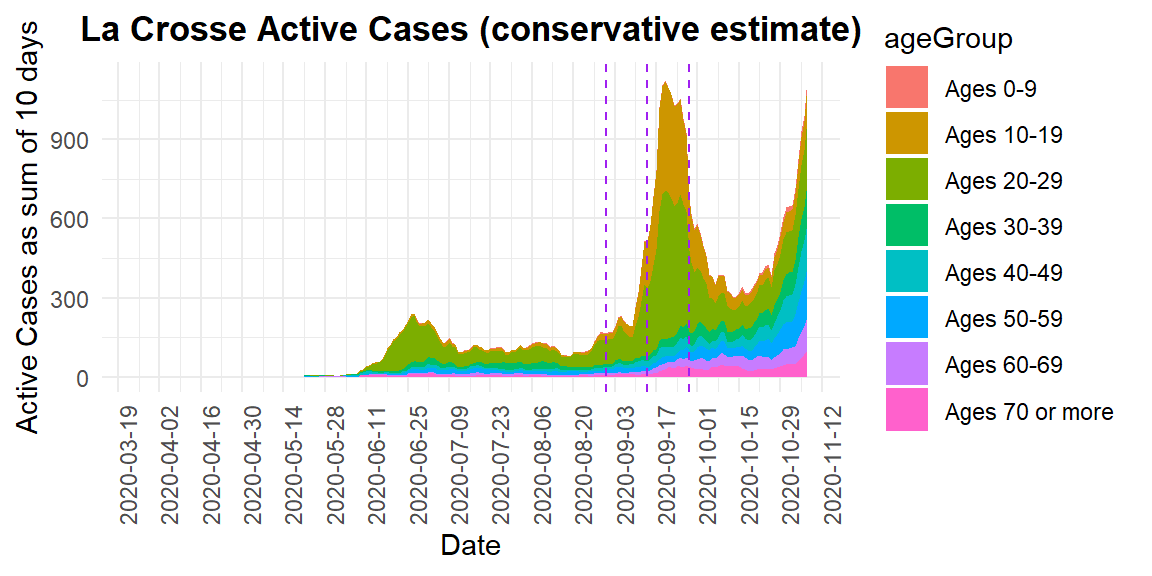 La Crosse Active Cases (conservative estimate)
Active Cases as sum of 10 days
900
600
300
0
2020-03-19
2020-04-02
2020-04-16
2020-04-30
2020-05-14
2020-05-28
2020-06-11
2020-06-25
2020-07-09
2020-07-23
2020-08-06
2020-08-20
2020-09-03
2020-09-17
2020-10-01
2020-10-15
2020-10-29
2020-11-12
Date
ageGroup
Ages 0-9
Ages 10-19
Ages 20-29
Ages 30-39
Ages 40-49
Ages 50-59
Ages 60-69
Ages 70 or more